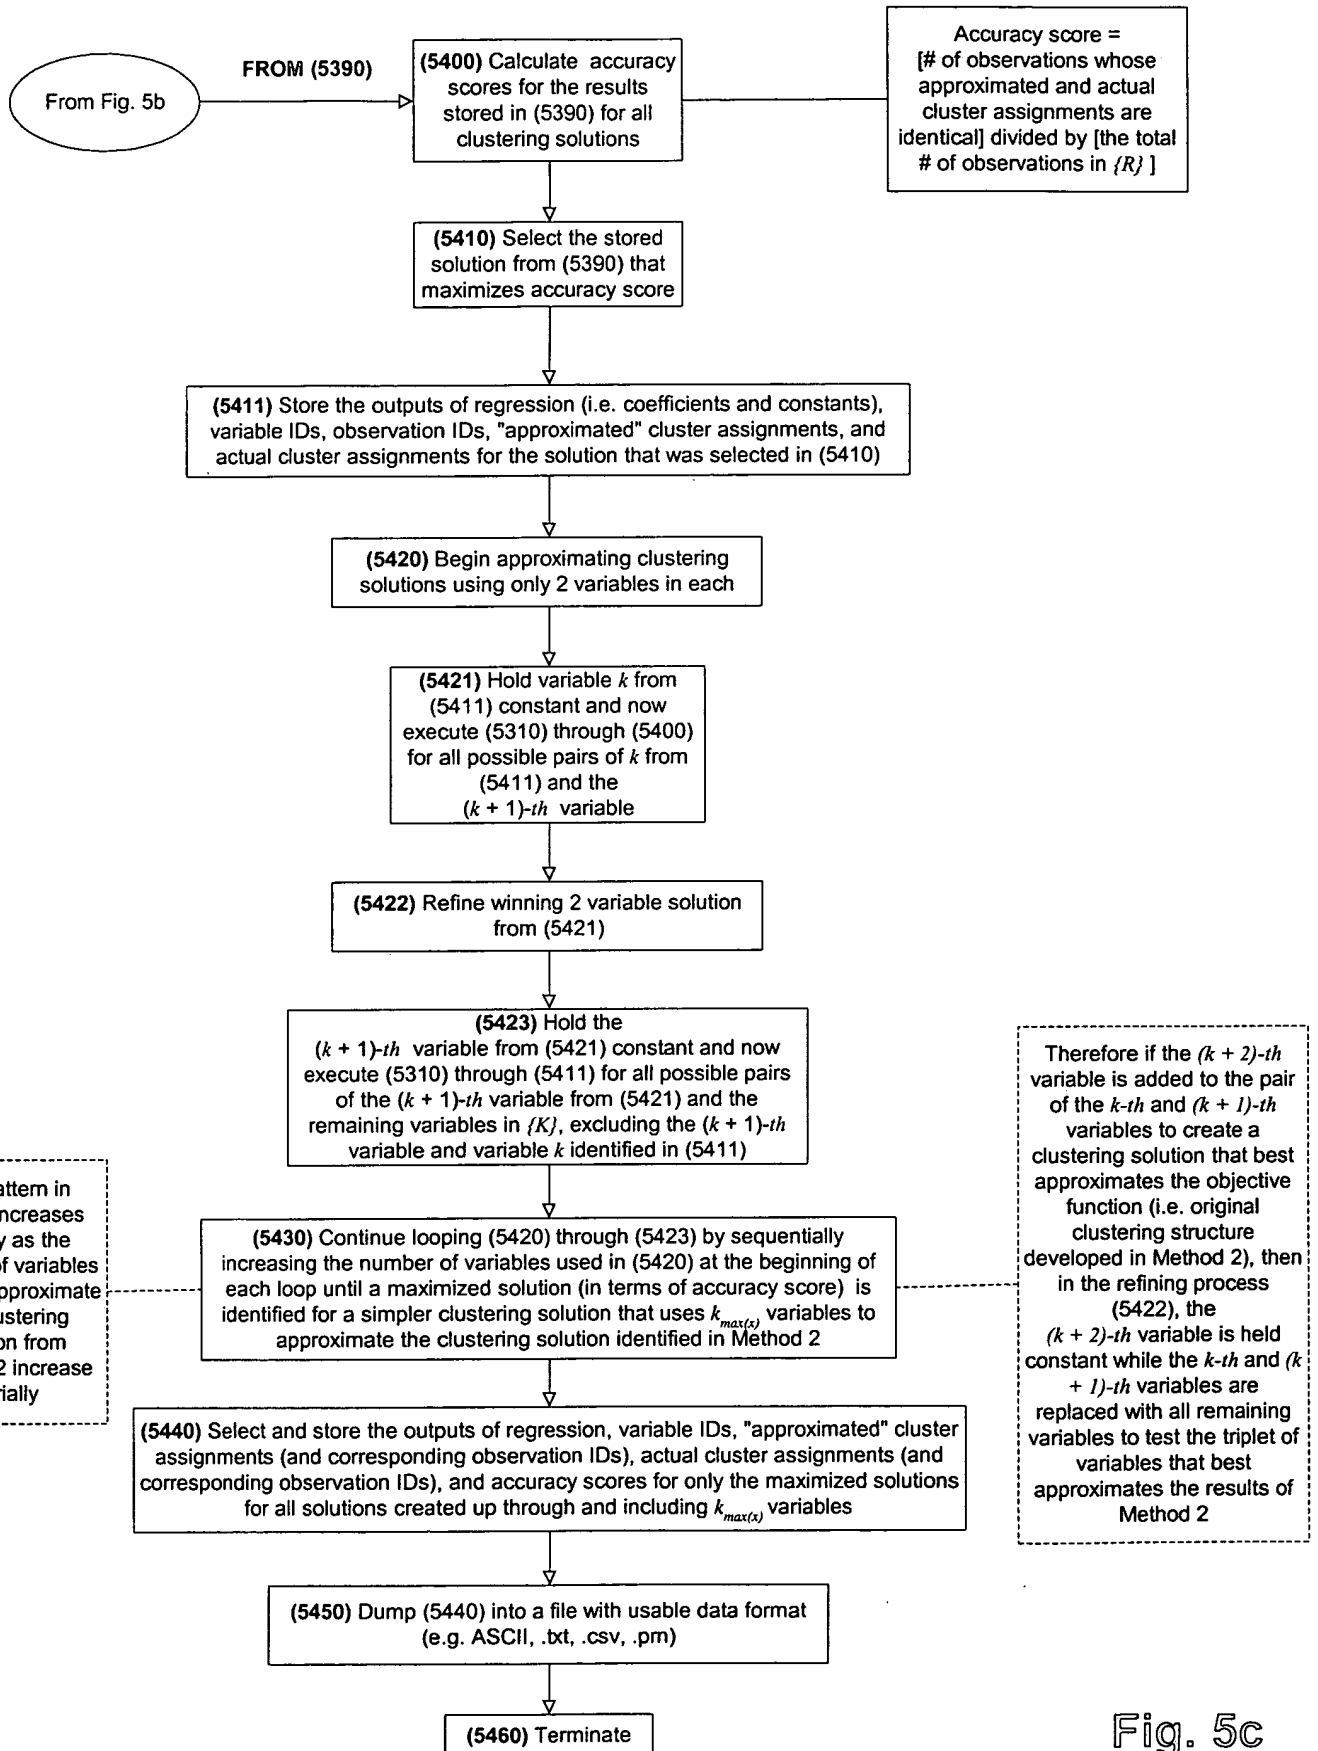 From Fig. 5b
FROM (5390)
(5400) Calculate accuracy
scores for the results
stored in (5390) for all
clustering solutions
Accuracy score =
[# of observations whose
approximated and actual
cluster assignments are
identical] divided by [the total
# of observations in {R} ]
(5410) Select the stored
solution from (5390) that
maximizes accuracy score
(5411) Store the outputs of regression (i.e. coefficients and constants),
variable IDs, observation IDs, "approximated" cluster assignments, and
actual cluster assignments for the solution that was selected in (5410)
(5420) Begin approximating clustering
solutions using only 2 variables in each
(5421) Hold variable k from
(5411) constant and now
execute (5310) through (5400)
for all possible pairs of k from
(5411) and the
(k + 1)-th variable
(5422) Refine winning 2 variable solution
from (5421)
(5423) Hold the
(k + 1)-th variable from (5421) constant and now
execute (5310) through (5411) for all possible pairs
of the (k + 1)-th variable from (5421) and the
remaining variables in {K}, excluding the (k + 1)-th
variable and variable k identified in (5411)
attern in
ncreases
y as the
of variables
pproximate
ustering
on from
2 increase
rially
(5430) Continue looping (5420) through (5423) by sequentially
increasing the number of variables used in (5420) at the beginning of
each loop until a maximized solution (in terms of accuracy score) is
identified for a simpler clustering solution that uses kmax(x) variables to
approximate the clustering solution identified in Method 2
Therefore if the (k + 2)-th
variable is added to the pair
of the k-th and (k + 1)-th
variables to create a
clustering solution that best
approximates the objective
function (i.e. original
clustering structure
developed in Method 2), then
in the refining process
(5422), the
(k + 2)-th variable is held
constant while the k-th and (k
+ 1)-th variables are
replaced with all remaining
variables to test the triplet of
variables that best
approximates the results of
Method 2
(5440) Select and store the outputs of regression, variable IDs, "approximated" cluster
assignments (and corresponding observation IDs), actual cluster assignments (and
corresponding observation IDs), and accuracy scores for only the maximized solutions
for all solutions created up through and including kmax(x) variables
(5450) Dump (5440) into a file with usable data format
(e.g. ASCII, .txt, .csv, .prn)
(5460) Terminate
Fig. 5c